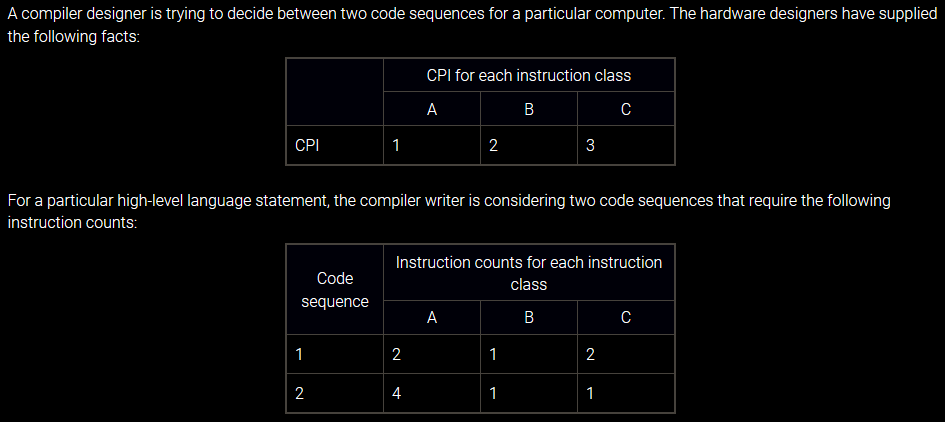 A compiler designer is trying to decide between two code sequences for a particular computer. The hardware designers have supplied
the following facts:
CPI for each instruction class
A B C
CPI 1 2 3
For a particular high-level language statement, the compiler writer is considering two code sequences that require the following
instruction counts:
Code
sequence
Instruction counts for each instruction
class
A B C
1 2 1 2
2 4 1 1